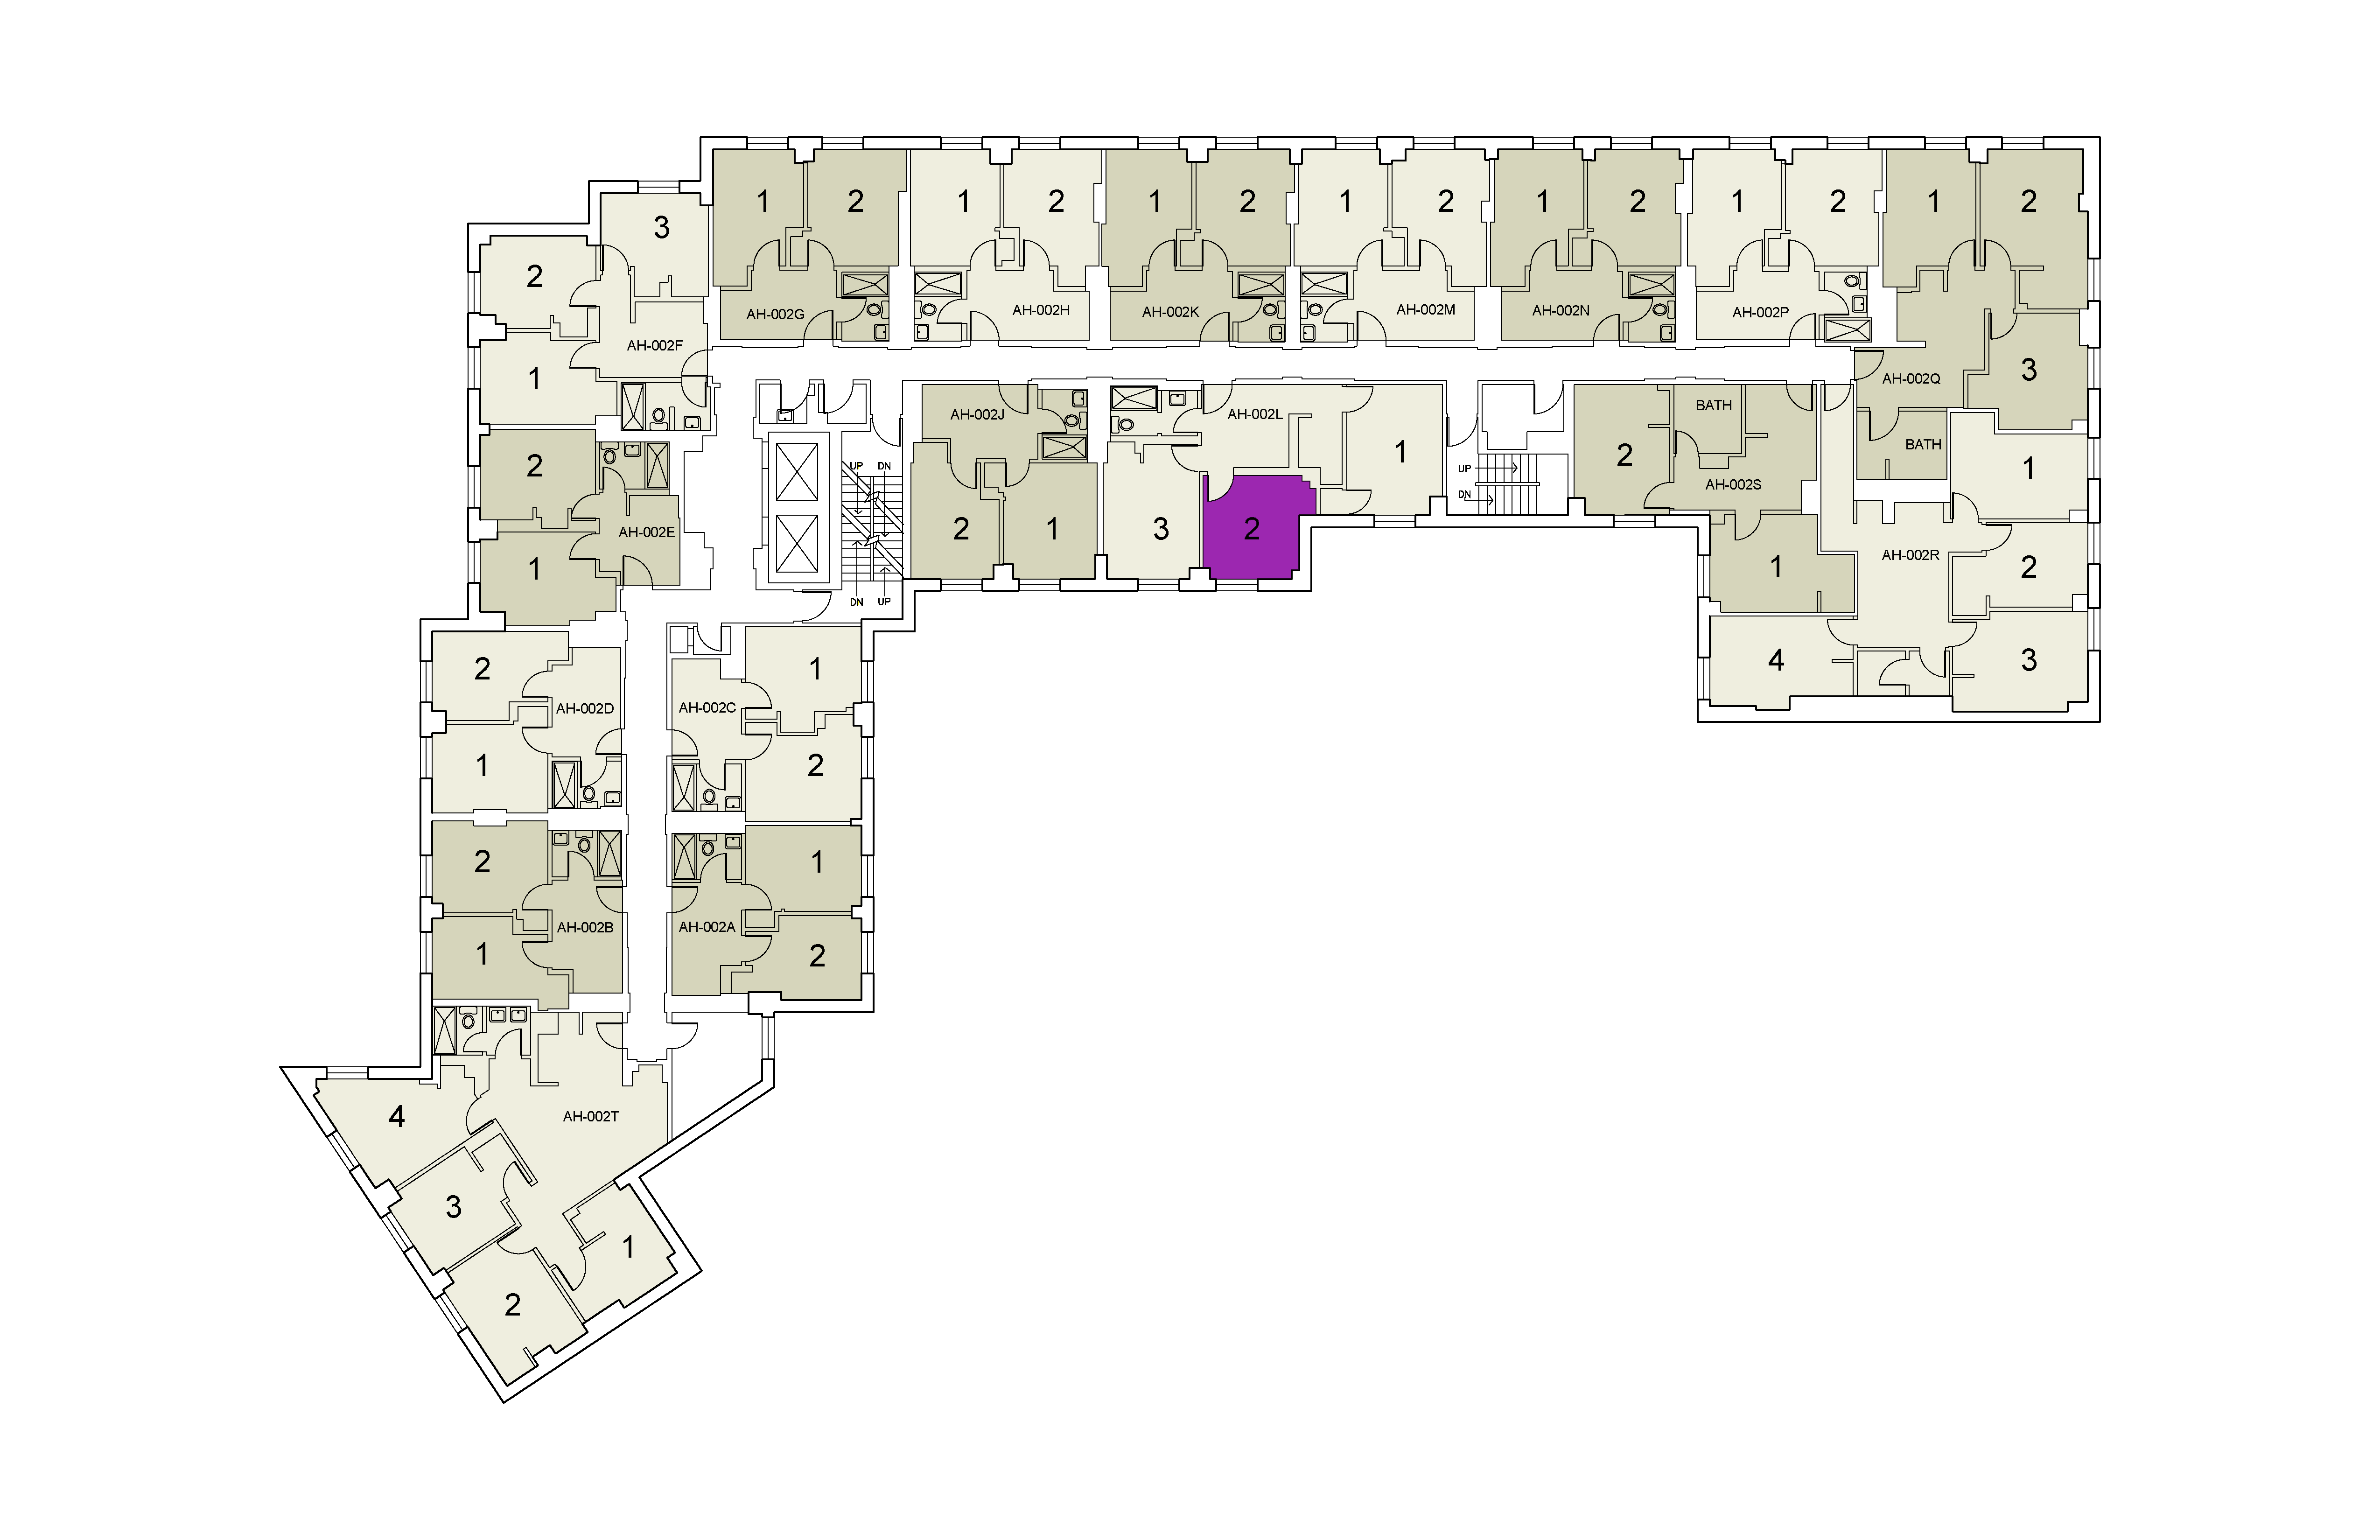 1 2 1 2 1 2 1 2 1 2 1 2 1 2
3
2
AH-002G AH-002H AH-002K AH-002M AH-002N AH-002P
AH-002F
1
AH-002Q 3
AH-002J AH-002L BATH
BATH
2 UP DN 1 UP 2 1
DN AH-002S
AH-002E 2 1 3 2
1 1 AH-002R 2
DN UP
2 1 4 3
AH-002D AH-002C
1 2
2 1
AH-002B AH-002A
1 2
4 AH-002T
3
1
2